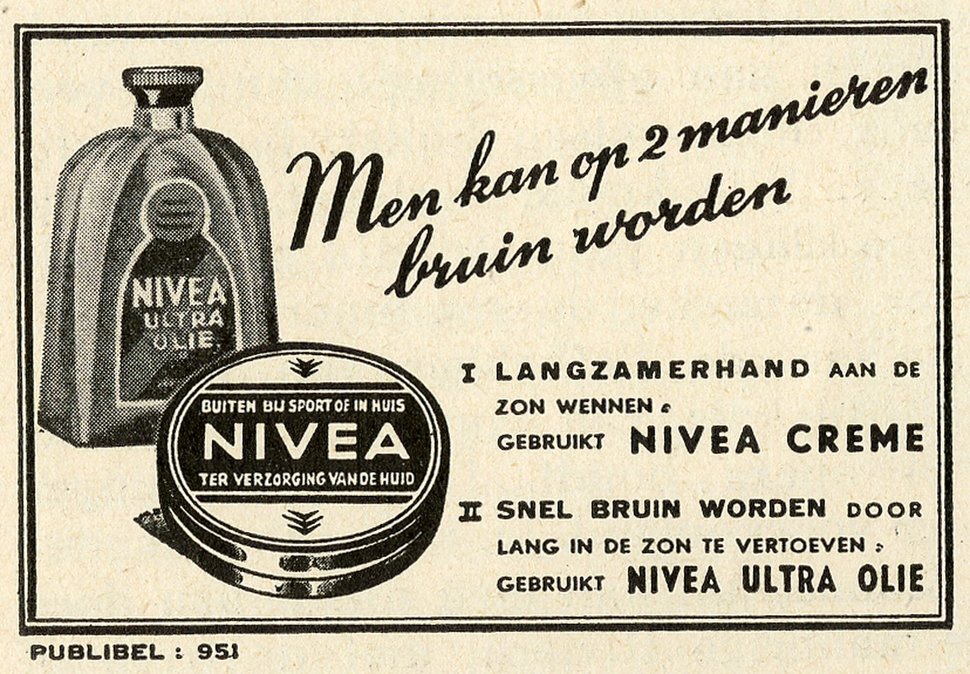 Men kan op 2 manieren
bruin worden
NIVEA
ULTRA
OLIE
BUITEN BIJ SPORT OF IN HUIS
NIVEA
TER VERZORGING VAN DE HUID
I LANGZAMERHAND AAN DE
ZON WENNEN :
GEBRUIKT NIVEA CREME
II SNEL BRUIN WORDEN DOOR
LANG IN DE ZON TE VERTOEVEN :
GEBRUIKT NIVEA ULTRA OLIE
PUBLIBEL : 951